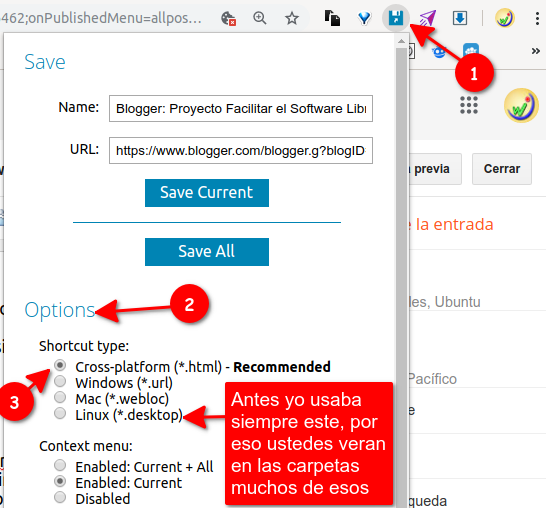 5462;onPublishedMenu=allpos...
1
Save
Name: Blogger: Proyecto Facilitar el Software Libr
URL: https://www.blogger.com/blogger.g?blogID
Save Current
previa
Cerrar
Save All
la entrada
2
Options
es, Ubuntu
Shortcut type:
Cross-platform (*.html) - Recommended
3
Windows (*.url)
Pacífico
Mac (*.webloc)
Linux (*.desktop)
Antes yo usaba
siempre este, por
eso ustedes veran
en las carpetas
muchos de esos
Context menu:
Enabled: Current + All
Enabled: Current
Disabled
queda